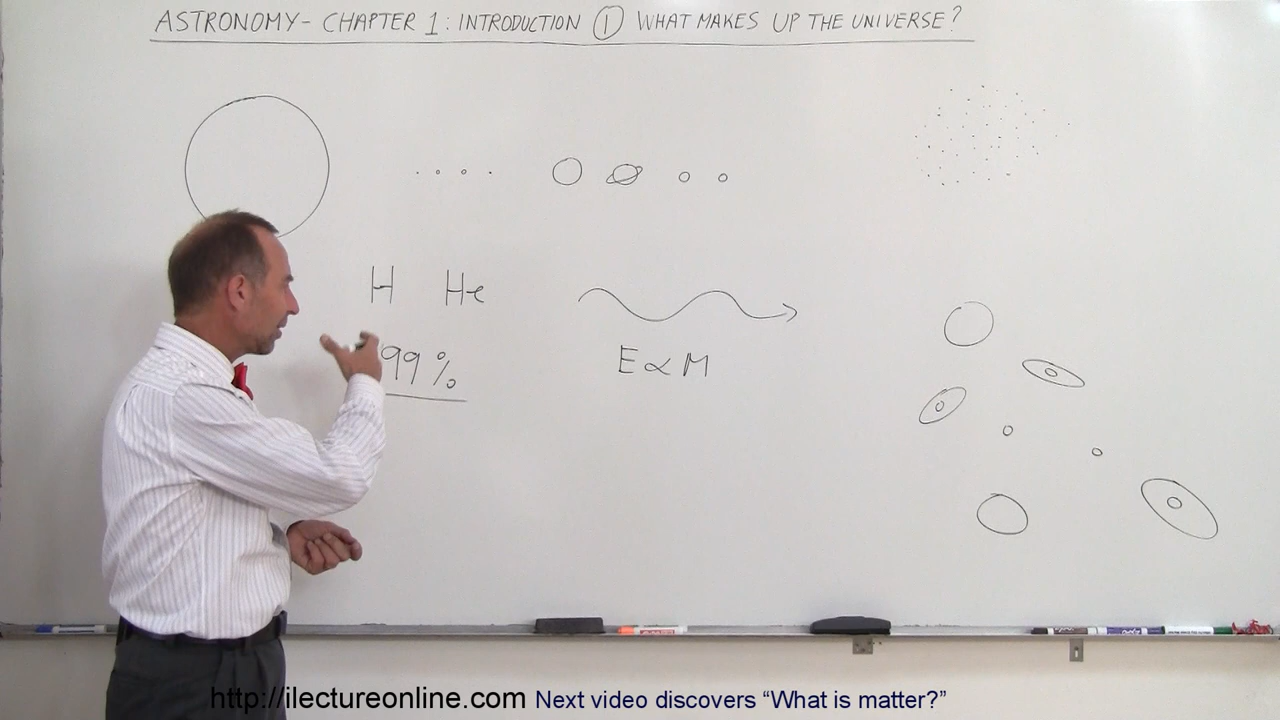 ASTRONOMY- CHAPTER 1: INTRODUCTION ① WHAT MAKES UP THE UNIVERSE?
H He
99%
E∝M
http://ilectureonline.com Next video discovers “What is matter?”